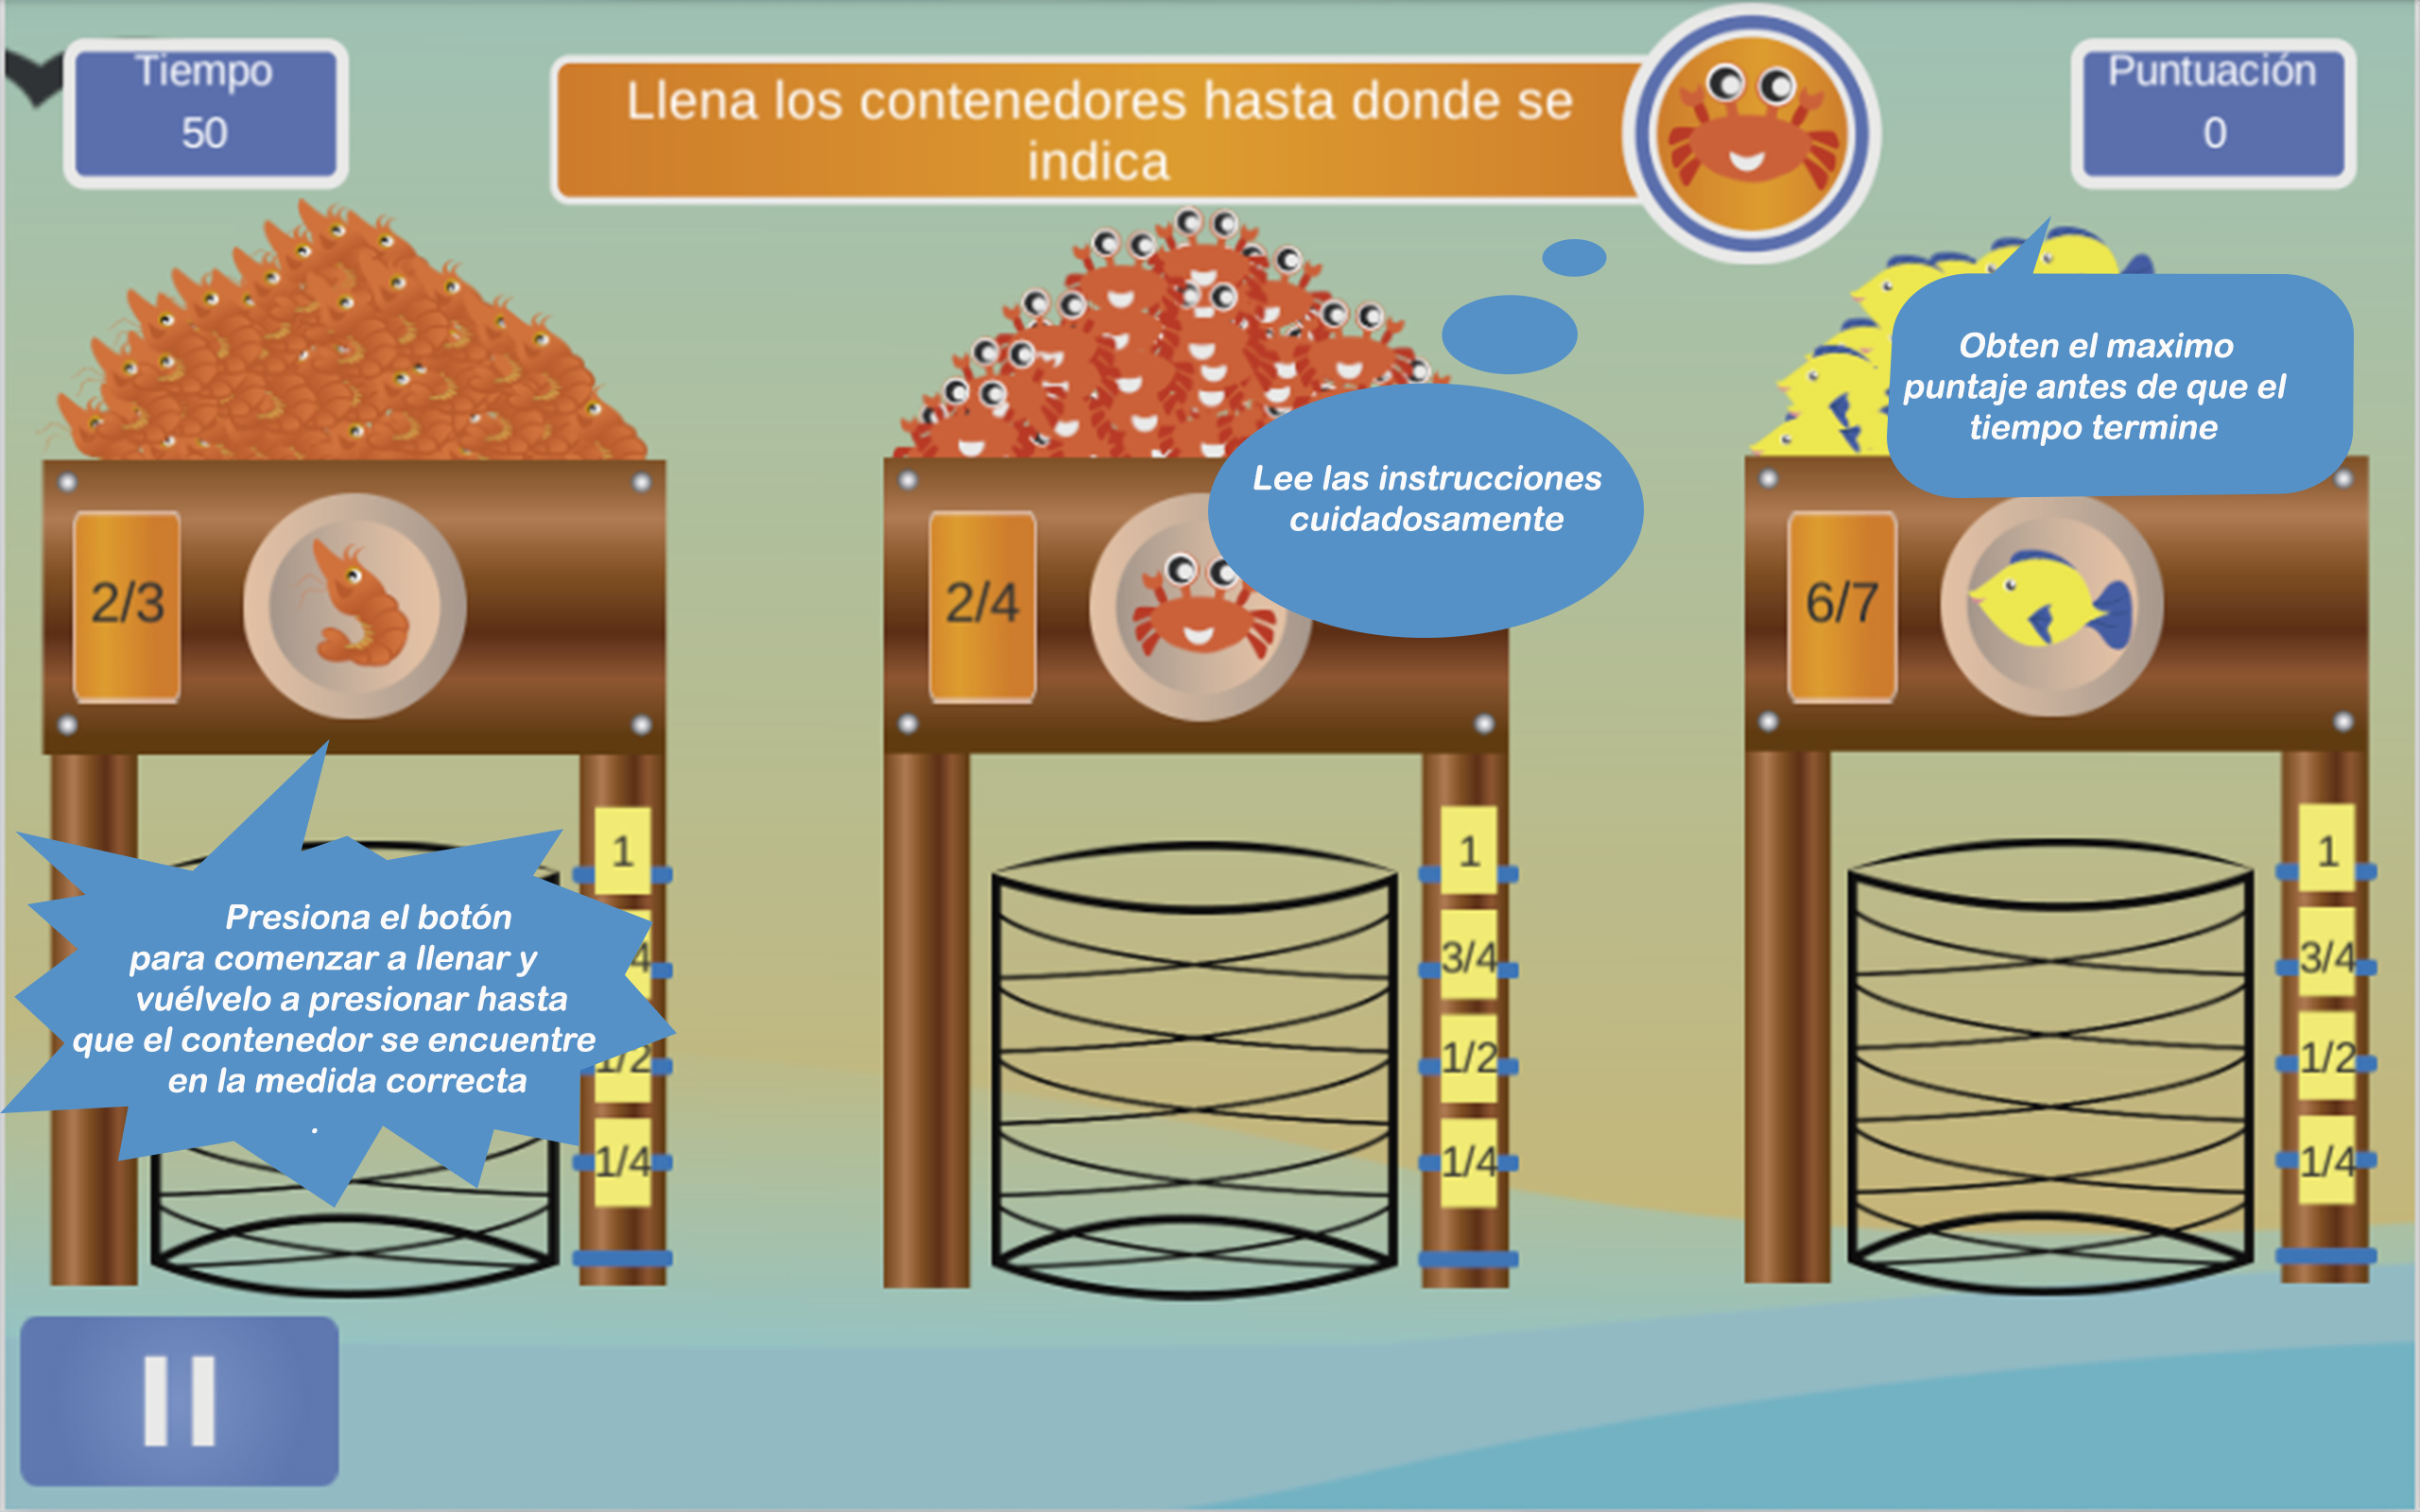 Tiempo
50
Llena los contenedores hasta donde se
indica
Puntuación
0
Obten el maximo
puntaje antes de que el
tiempo termine
Lee las instrucciones
cuidadosamente
2/3
2/4
6/7
Presiona el botón
para comenzar a llenar y
vuélvelo a presionar hasta
que el contenedor se encuentre
en la medida correcta
.
1
4
1/2
1/4
1
3/4
1/2
1/4
1
3/4
1/2
1/4